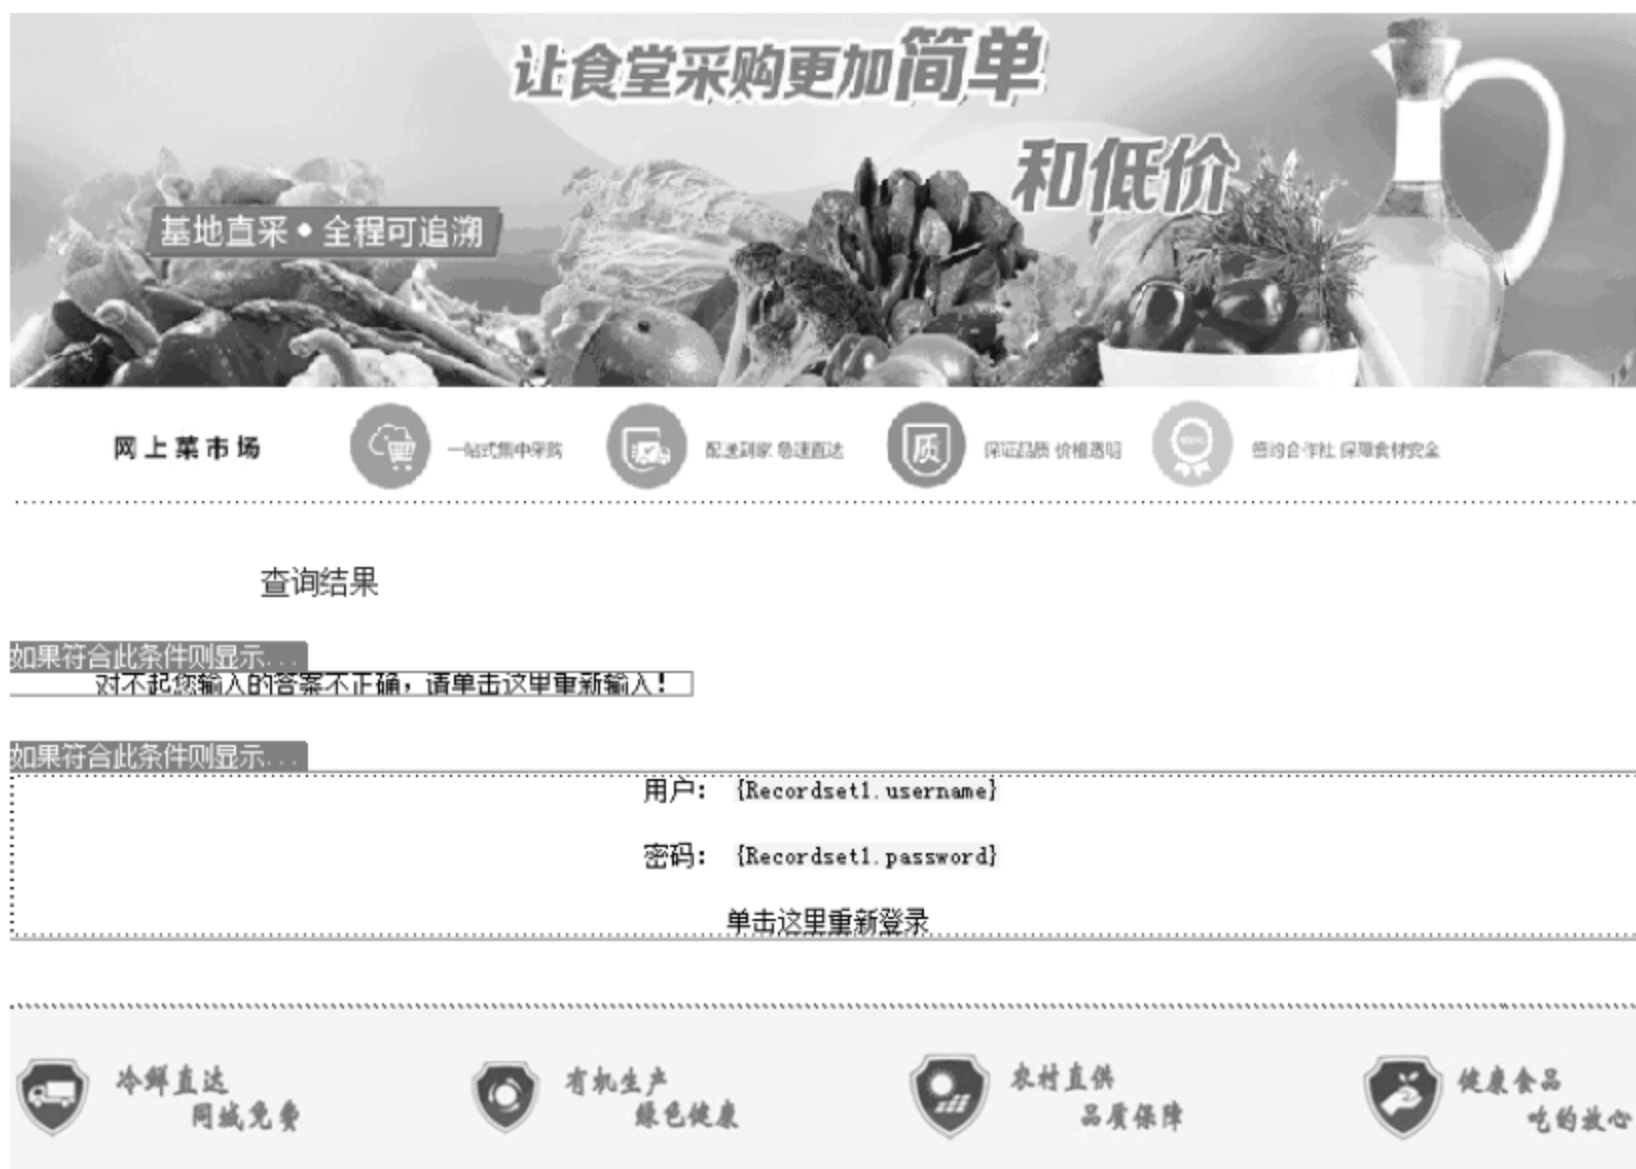 让食堂采购更加简单
和低价
基地直采•全程可追溯
网上菜市场
一站式集中采购
配送到家 急速直达
质 保证品质 价格透明
100%
签约合作社 保障食材安全
查询结果
如果符合此条件则显示...
对不起您输入的答案不正确，请单击这里重新输入！
如果符合此条件则显示...
用户： {Recordset1.username}
密码： {Recordset1.password}
单击这里重新登录
冷鲜直达
同城免费
有机生产
绿色健康
农村直供
品质保障
健康食品
吃的放心